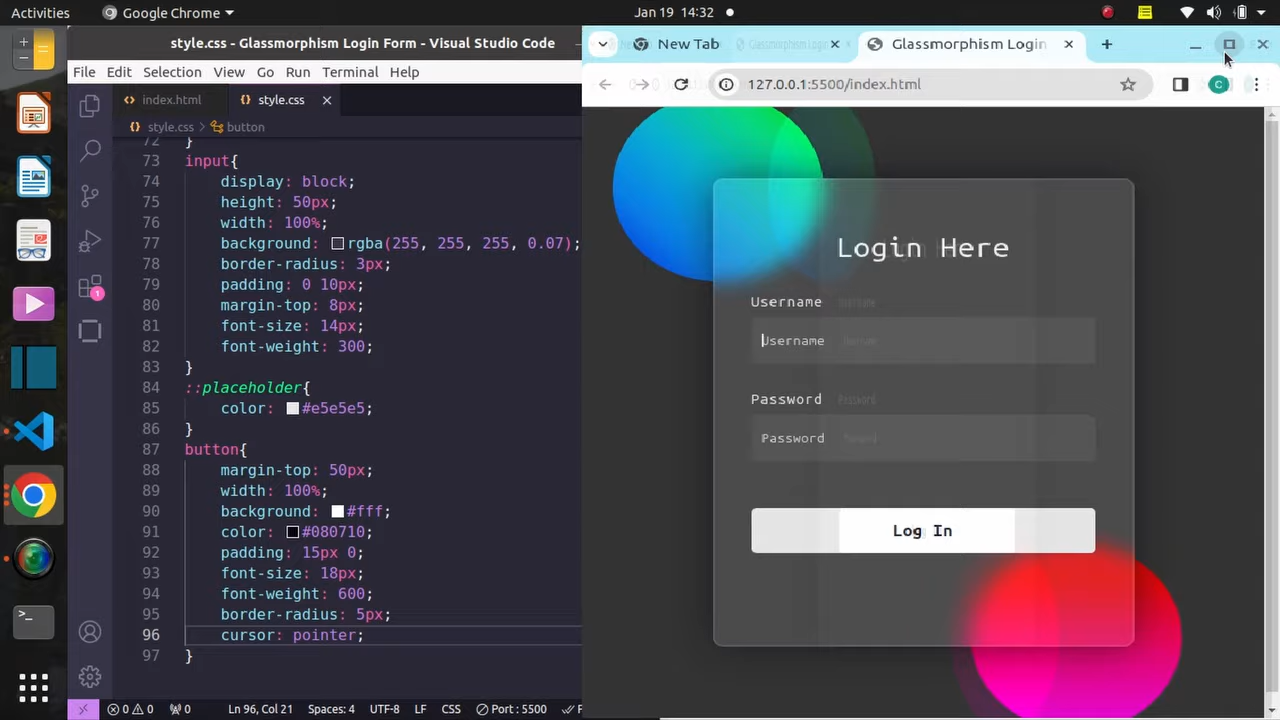 Activities
Google Chrome
Jan 19 14:32
style.css - Glassmorphism Login Form - Visual Studio Code
File Edit Selection View Go Run Terminal Help
index.html
style.css
style.css > button
72 }
73 input{
74 display: block;
75 height: 50px;
76 width: 100%;
77 background: rgba(255, 255, 255, 0.07);
78 border-radius: 3px;
79 padding: 0 10px;
80 margin-top: 8px;
81 font-size: 14px;
82 font-weight: 300;
83 }
84 ::placeholder{
85 color: #e5e5e5;
86 }
87 button{
88 margin-top: 50px;
89 width: 100%;
90 background: #fff;
91 color: #080710;
92 padding: 15px 0;
93 font-size: 18px;
94 font-weight: 600;
95 border-radius: 5px;
96 cursor: pointer;
97 }
1
0 0 0 Ln 96, Col 21 Spaces: 4 UTF-8 LF CSS Port : 5500
New Tab
Glassmorphism Login
127.0.0.1:5500/index.html
C
Login Here
Username
Username
Password
Password
Log In